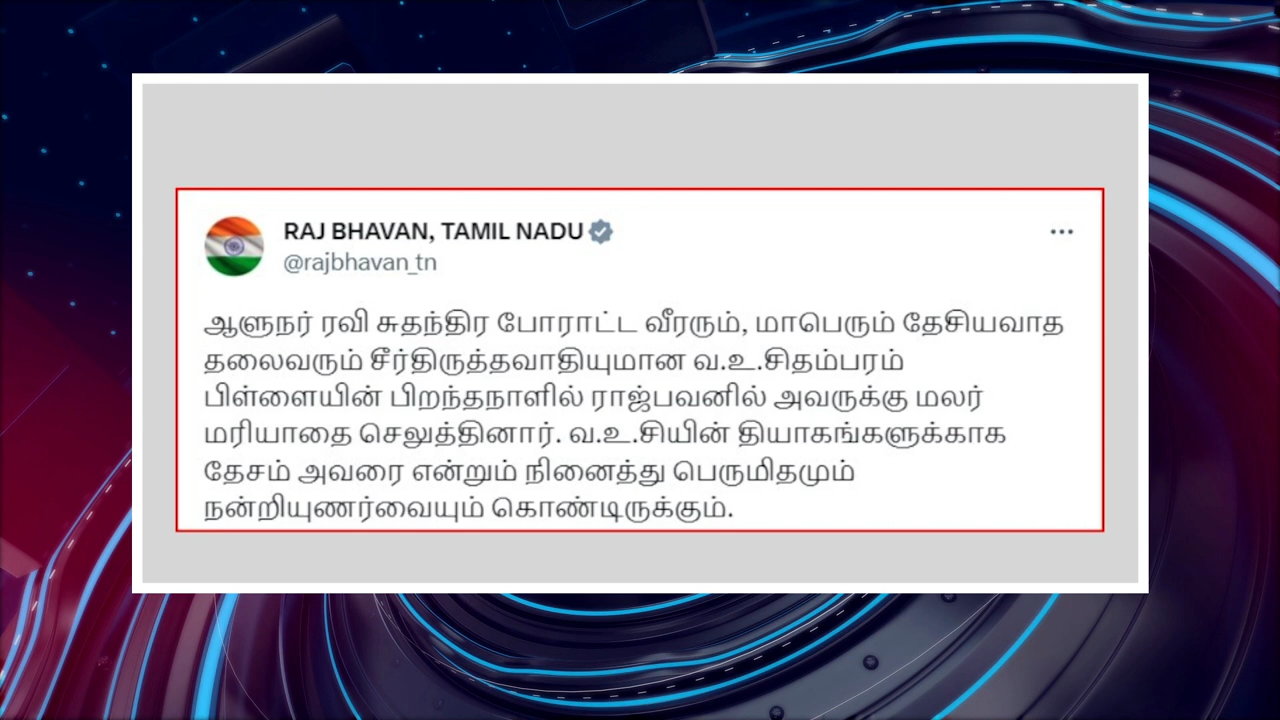 RAJ BHAVAN, TAMIL NADU
@rajbhavan_tn
ஆளுநர் ரவி சுதந்திர போராட்ட வீரரும், மாபெரும் தேசியவாத
தலைவரும் சீர்திருத்தவாதியுமான வ.உ.சிதம்பரம்
பிள்ளையின் பிறந்தநாளில் ராஜ்பவனில் அவருக்கு மலர்
மரியாதை செலுத்தினார். வ.உ.சியின் தியாகங்களுக்காக
தேசம் அவரை என்றும் நினைத்து பெருமிதமும்
நன்றியுணர்வையும் கொண்டிருக்கும்.